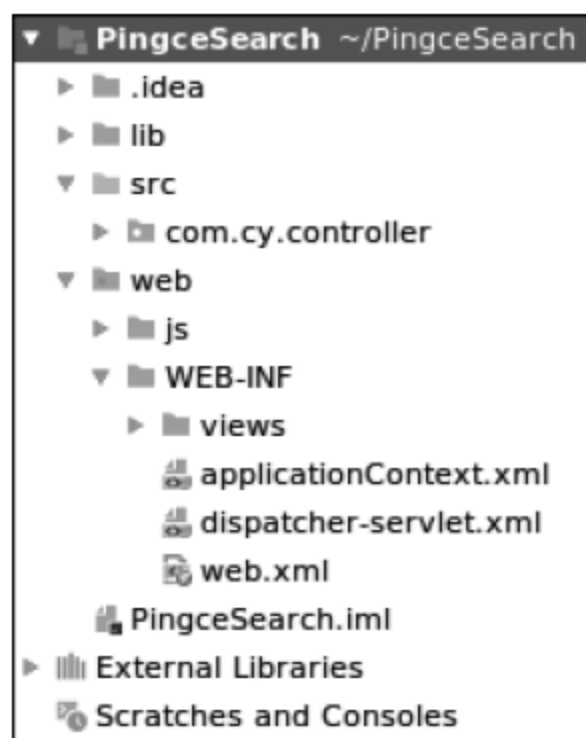 PingceSearch ~/PingceSearch
.idea
lib
src
com.cy.controller
web
js
WEB-INF
views
applicationContext.xml
dispatcher-servlet.xml
web.xml
PingceSearch.iml
External Libraries
Scratches and Consoles